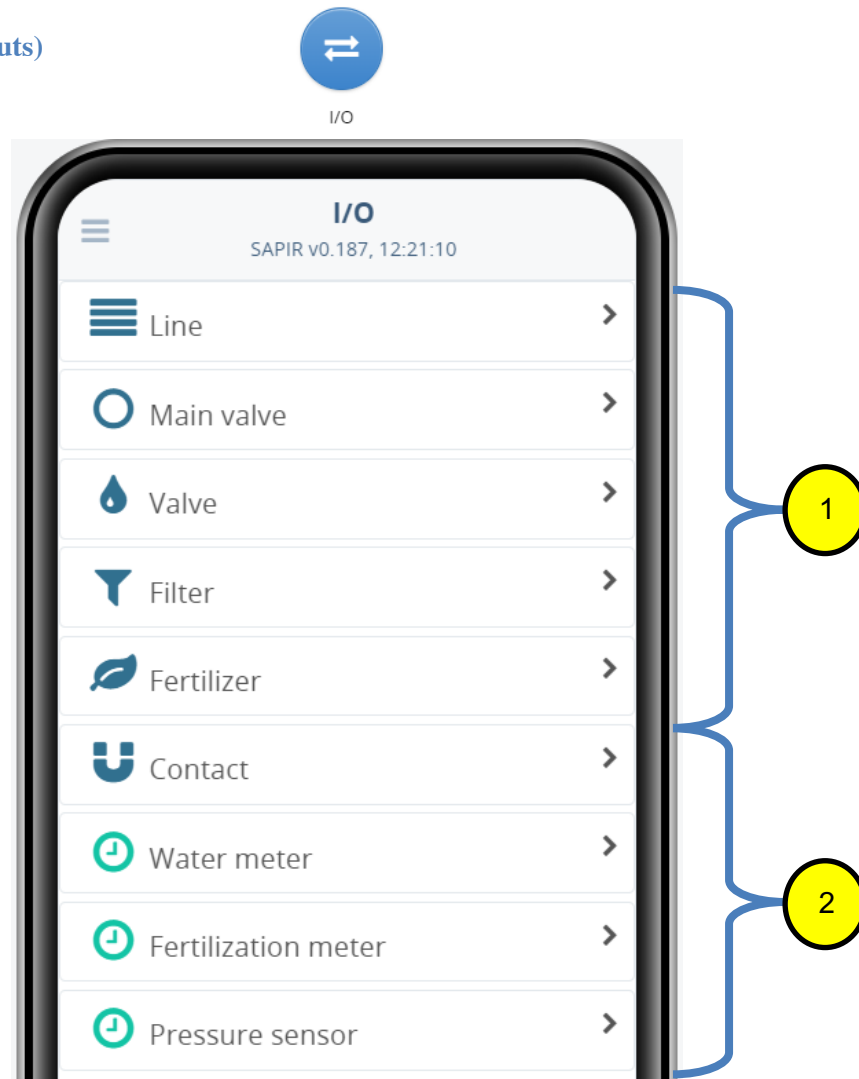 uts)
I/O
I/O
SAPIR v0.187, 12:21:10
Line
Main valve
Valve
Filter
Fertilizer
Contact
Water meter
Fertilization meter
Pressure sensor
1
2